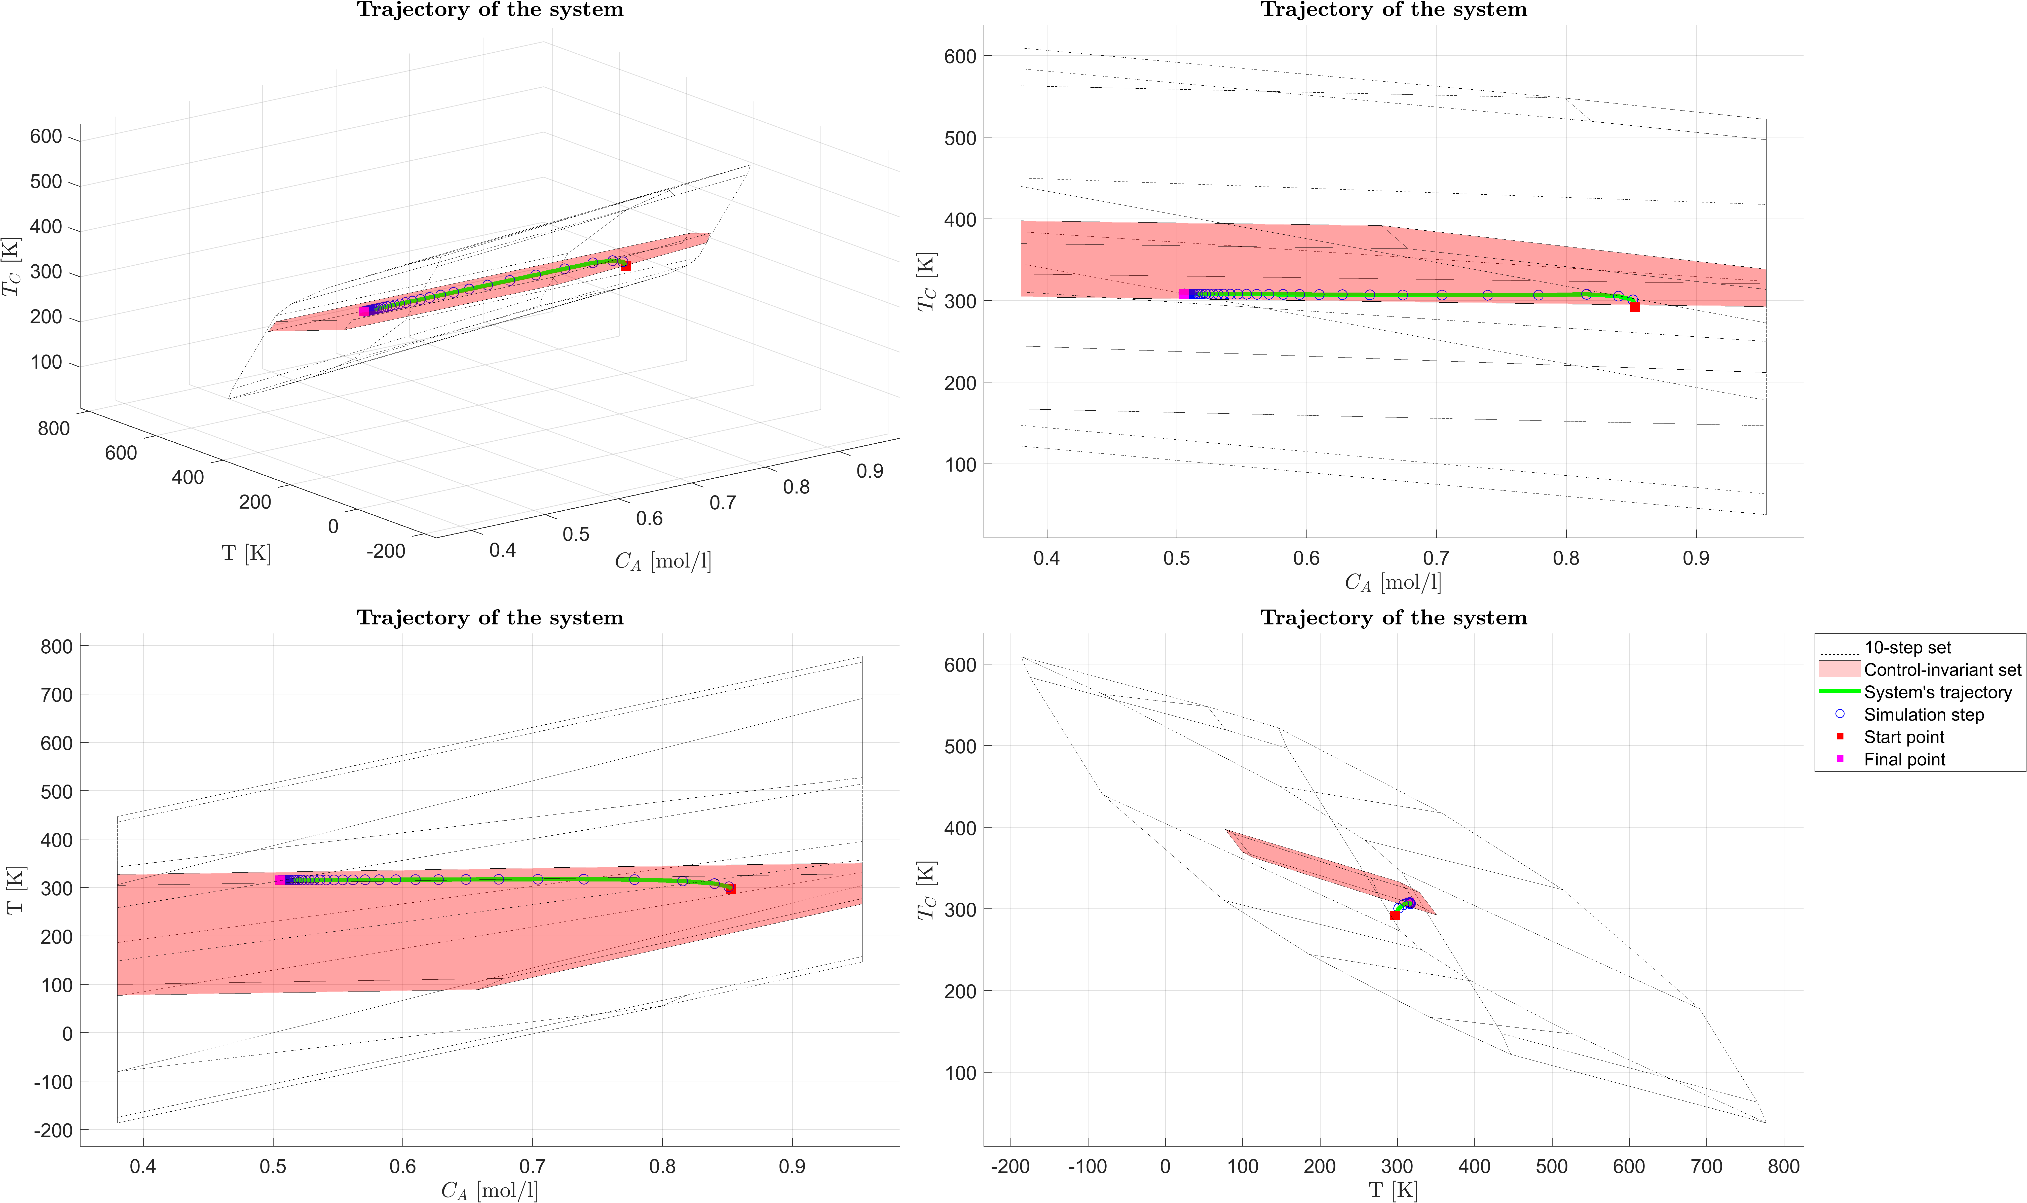 Trajectory of the system
600
500
400
300
200
100
T_C [K]
800
600
400
200
0
-200
T [K]
0.4
0.5
0.6
0.7
0.8
0.9
C_A [mol/l]
Trajectory of the system
600
500
400
300
200
100
T_C [K]
0.4 0.5 0.6 0.7 0.8 0.9
C_A [mol/l]
Trajectory of the system
800
700
600
500
400
300
200
100
0
-100
-200
T [K]
0.4 0.5 0.6 0.7 0.8 0.9
C_A [mol/l]
Trajectory of the system
600
500
400
300
200
100
T_C [K]
-200 -100 0 100 200 300 400 500 600 700 800
T [K]
10-step set
Control-invariant set
System's trajectory
Simulation step
Start point
Final point